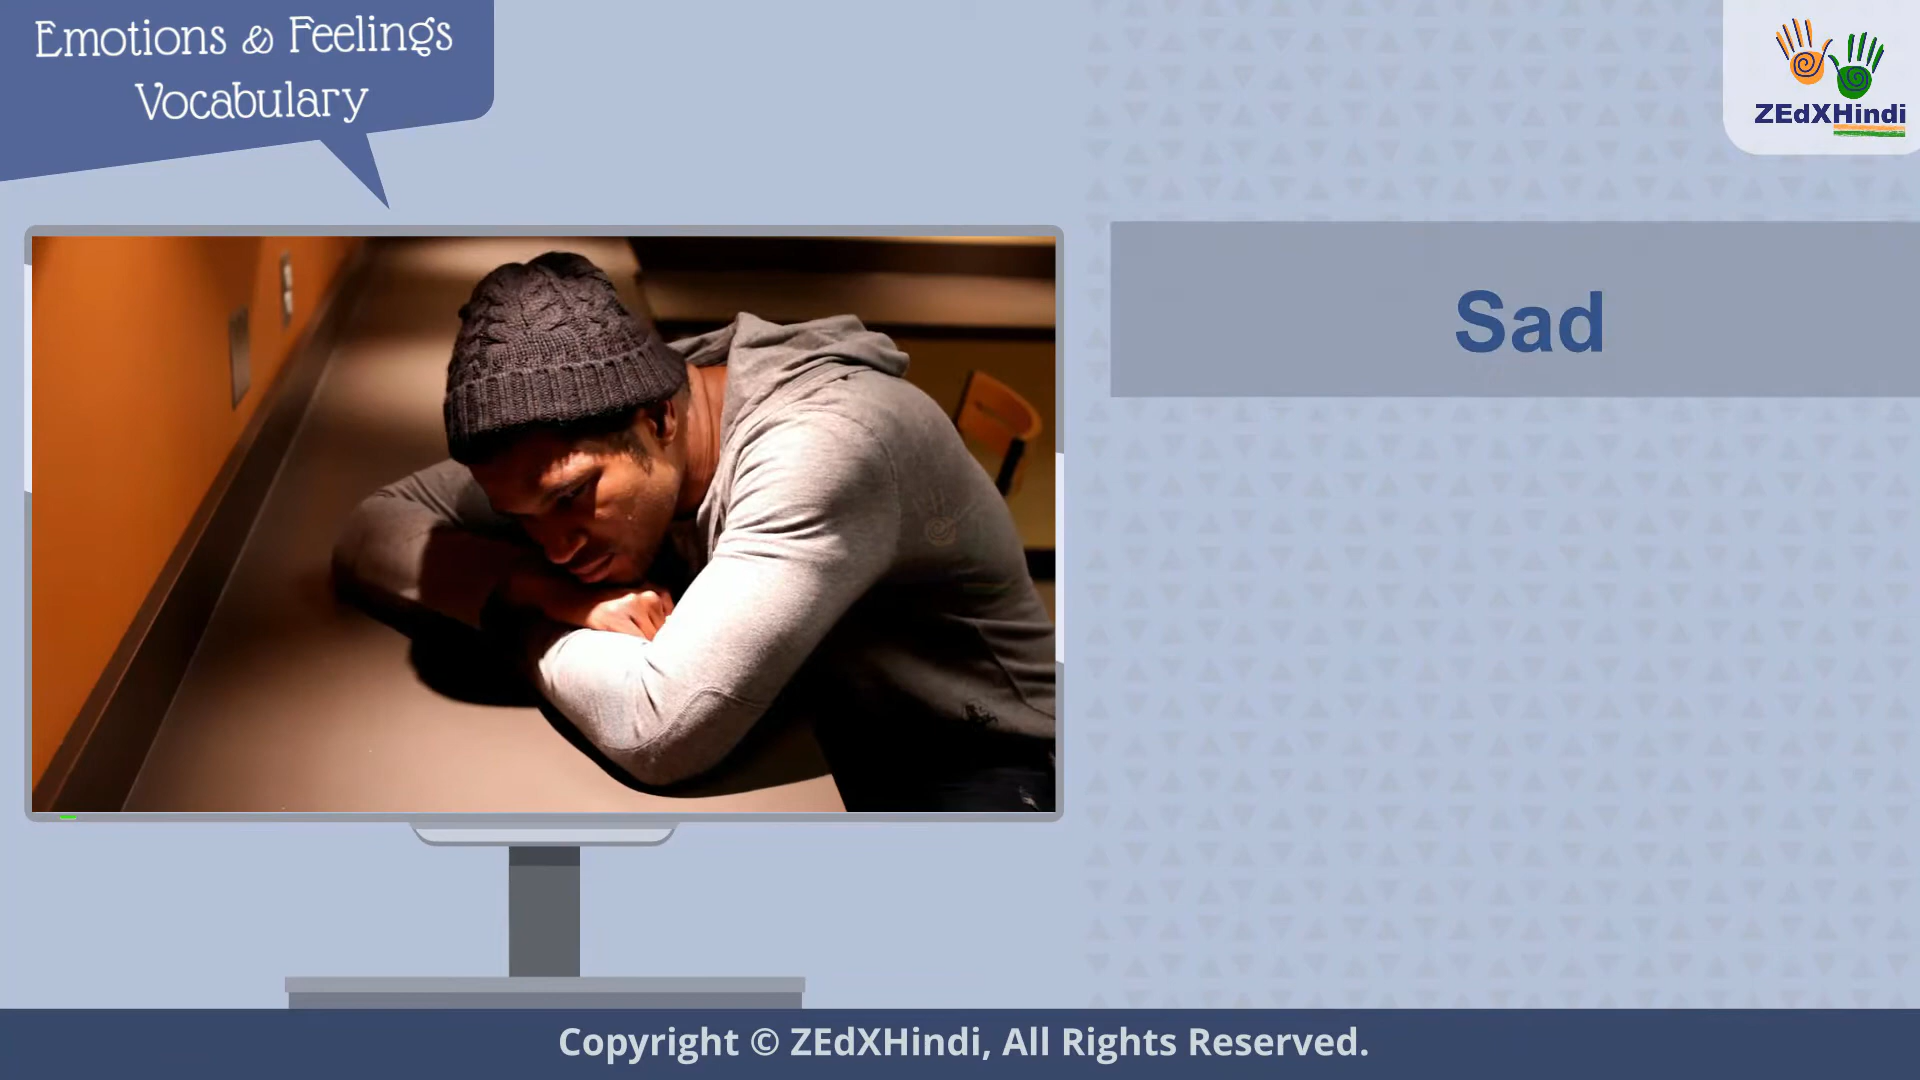 Emotions & Feelings
Vocabulary
ZEdXHindi
Sad
Copyright © ZEdXHindi, All Rights Reserved.